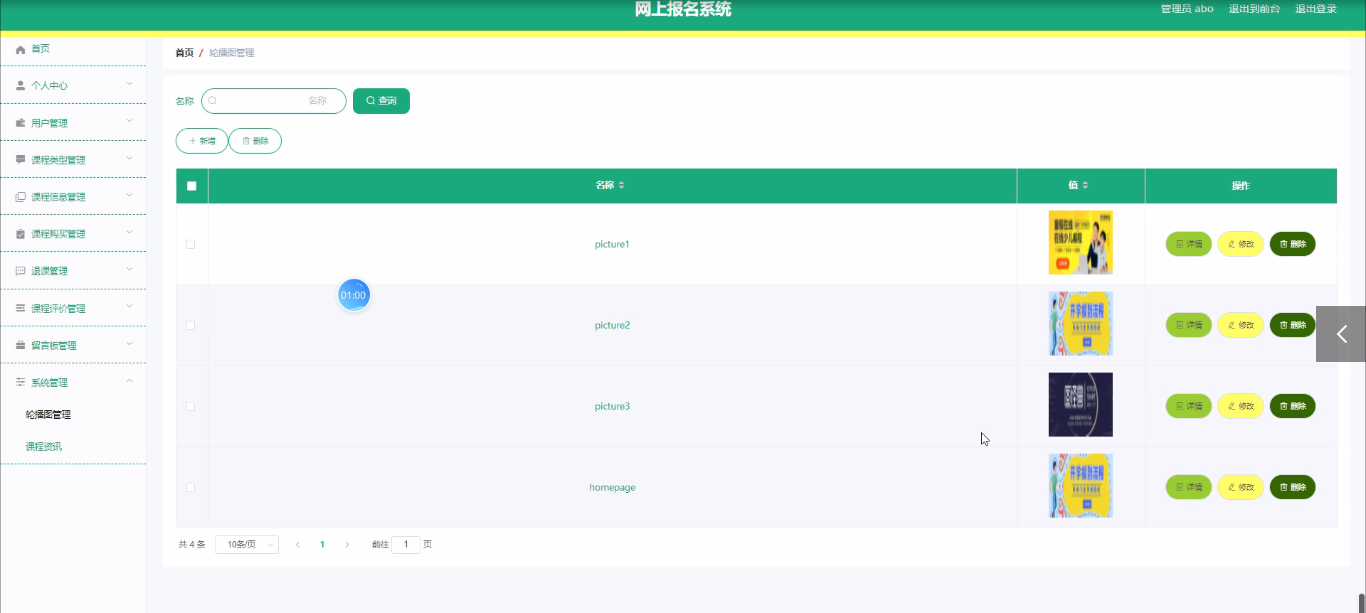 网上报名系统
管理员 abo 退出到前台 退出登录
首页
个人中心
用户管理
课程类型管理
课程信息管理
课程购买管理
退课管理
课程评价管理
留言板管理
系统管理
轮播图管理
课程资讯
首页 / 轮播图管理
名称 名称 查询
新增 删除
名称 值 操作
picture1 详情 修改 删除
01:00
picture2 详情 修改 删除
picture3 详情 修改 删除
homepage 详情 修改 删除
共 4 条 10条/页 1 前往 1 页